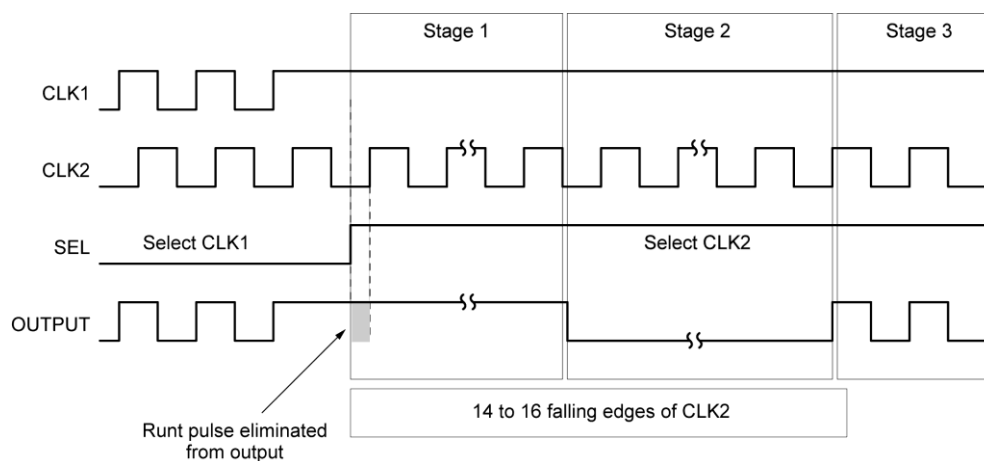 Stage 1
Stage 2
Stage 3
CLK1
CLK2
SEL
Select CLK1
Select CLK2
OUTPUT
14 to 16 falling edges of CLK2
Runt pulse eliminated
from output